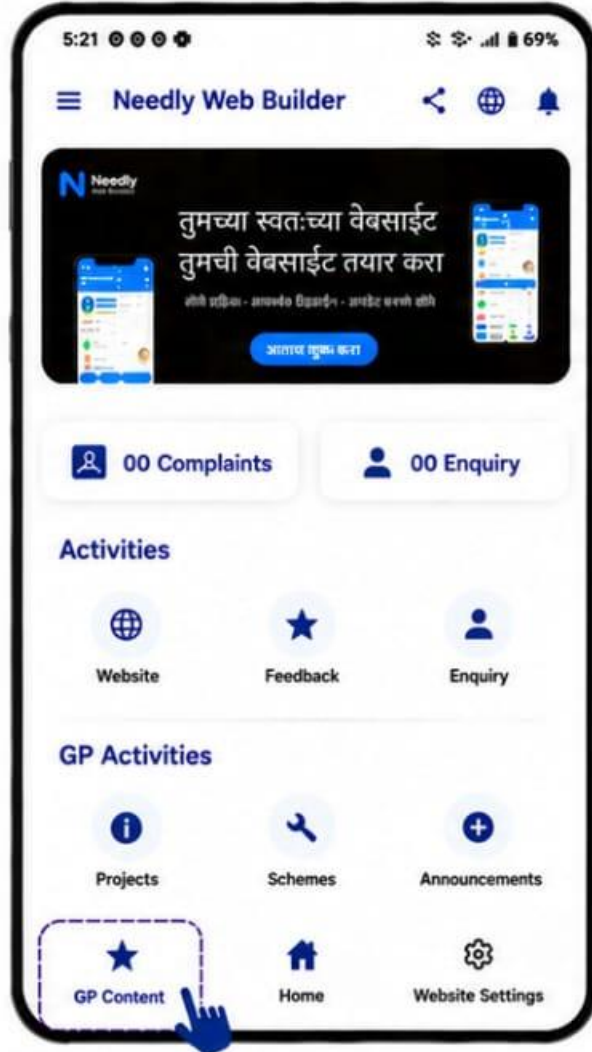 5:21 69%
Needly Web Builder
Needly
तुमच्या स्वतःच्या वेबसाईट
तुमची वेबसाईट तयार करा
करा
00 Complaints 00 Enquiry
Activities
Website Feedback Enquiry
GP Activities
Projects Schemes Announcements
GP Content Home Website Settings